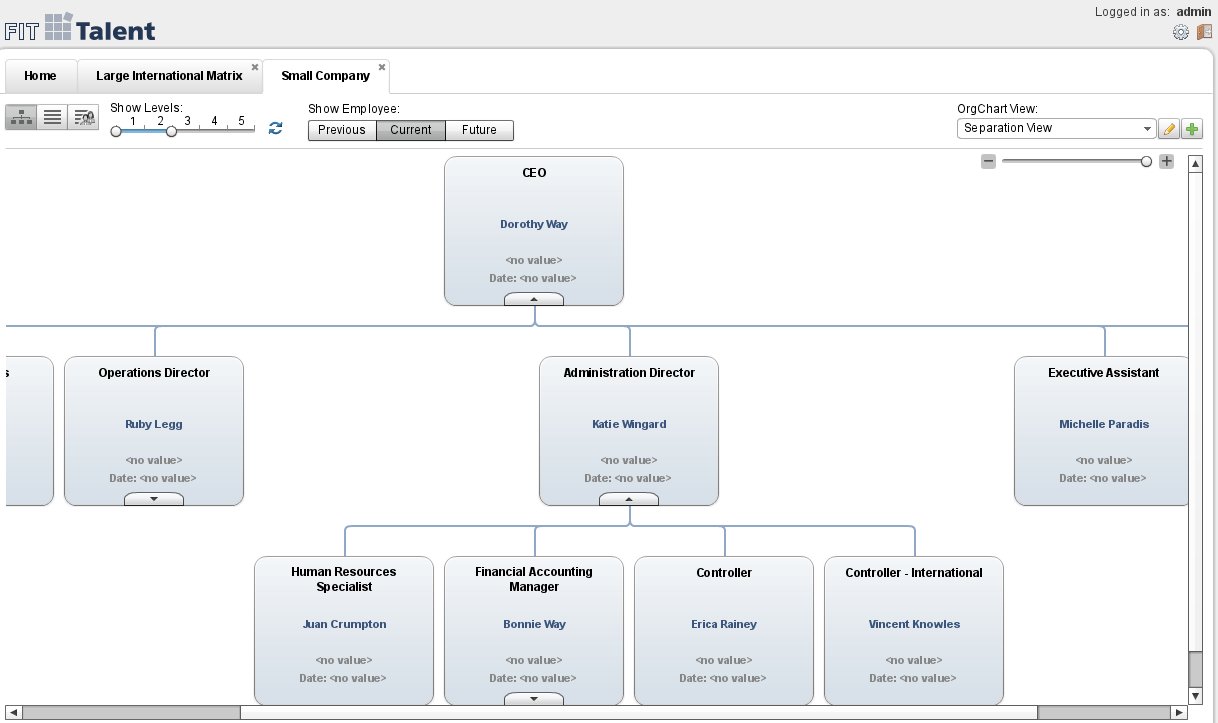 Logged in as: admin
FIT Talent
Home
Large International Matrix
Small Company
Show Levels:
1 2 3 4 5
Show Employee:
Previous Current Future
OrgChart View:
Separation View
CEO
Dorothy Way
<no value>
Date: <no value>
s
Operations Director
Ruby Legg
<no value>
Date: <no value>
Administration Director
Katie Wingard
<no value>
Date: <no value>
Executive Assistant
Michelle Paradis
<no value>
Date: <no value>
Human Resources
Specialist
Juan Crumpton
<no value>
Date: <no value>
Financial Accounting
Manager
Bonnie Way
<no value>
Date: <no value>
Controller
Erica Rainey
<no value>
Date: <no value>
Controller - International
Vincent Knowles
<no value>
Date: <no value>